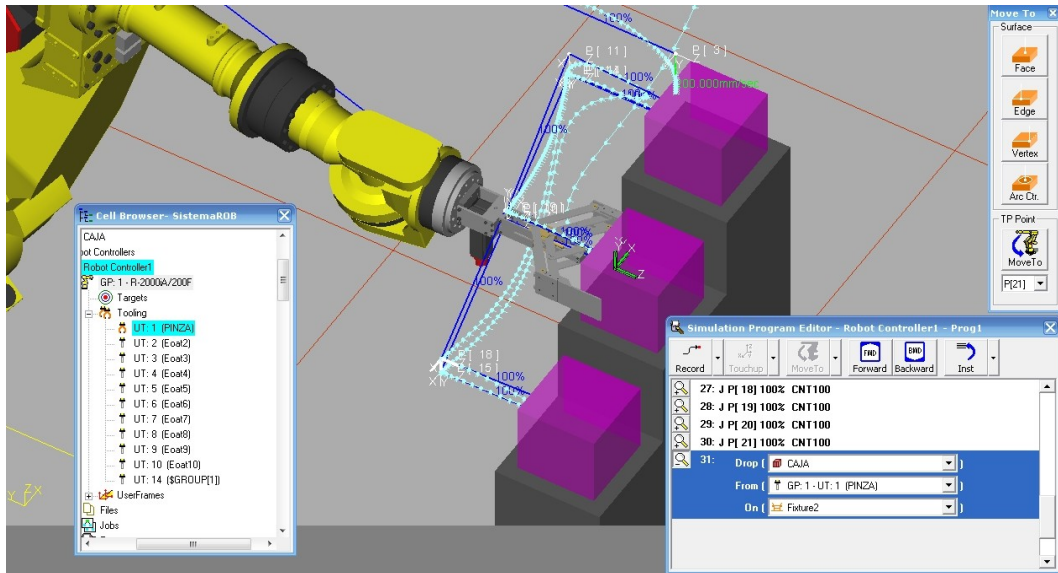 Move To
Surface
Face
Edge
Vertex
Arc Ctr.
TP Point
MoveTo
P[21]
100%
P[ 11
P[ 3]
100%
100%
100%
100%
100%
100%
P[ 18]
P[ 15]
100%
100%
Y
X
Z
Cell Browser- SistemaROB
CAJA
ot Controllers
Robot Controller1
GP: 1 - R-2000iA/200F
Targets
Tooling
UT: 1 (PINZA)
UT: 2 (Eoat2)
UT: 3 (Eoat3)
UT: 4 (Eoat4)
UT: 5 (Eoat5)
UT: 6 (Eoat6)
UT: 7 (Eoat7)
UT: 8 (Eoat8)
UT: 9 (Eoat9)
UT: 10 (Eoat10)
UT: 14 ($GROUP[1])
UserFrames
Files
Jobs
Simulation Program Editor - Robot Controller1 - Prog1
Record Touchup MoveTo FWD Forward BWD Backward Inst
27: J P[ 18] 100% CNT100
28: J P[ 19] 100% CNT100
29: J P[ 20] 100% CNT100
30: J P[ 21] 100% CNT100
31: Drop ( CAJA )
From ( GP: 1 - UT: 1 (PINZA) )
On ( Fixture2 )